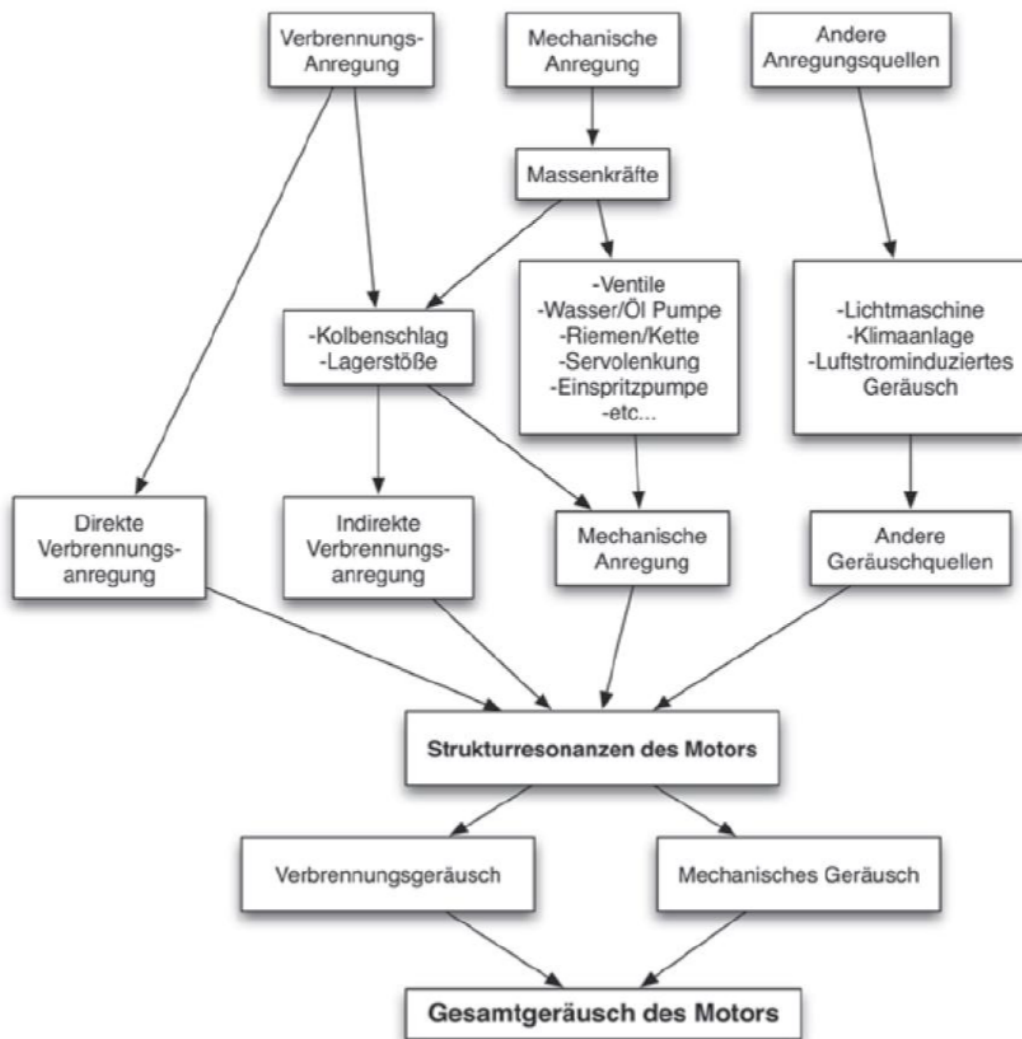 Verbrennungs-
Anregung
Mechanische
Anregung
Andere
Anregungsquellen
Massenkräfte
-Kolbenschlag
-Lagerstöße
-Ventile
-Wasser/Öl Pumpe
-Riemen/Kette
-Servolenkung
-Einspritzpumpe
-etc...
-Lichtmaschine
-Klimaanlage
-Luftstrominduziertes
Geräusch
Direkte
Verbrennungs-
anregung
Indirekte
Verbrennungs-
anregung
Mechanische
Anregung
Andere
Geräuschquellen
Strukturresonanzen des Motors
Verbrennungsgeräusch
Mechanisches Geräusch
Gesamtgeräusch des Motors